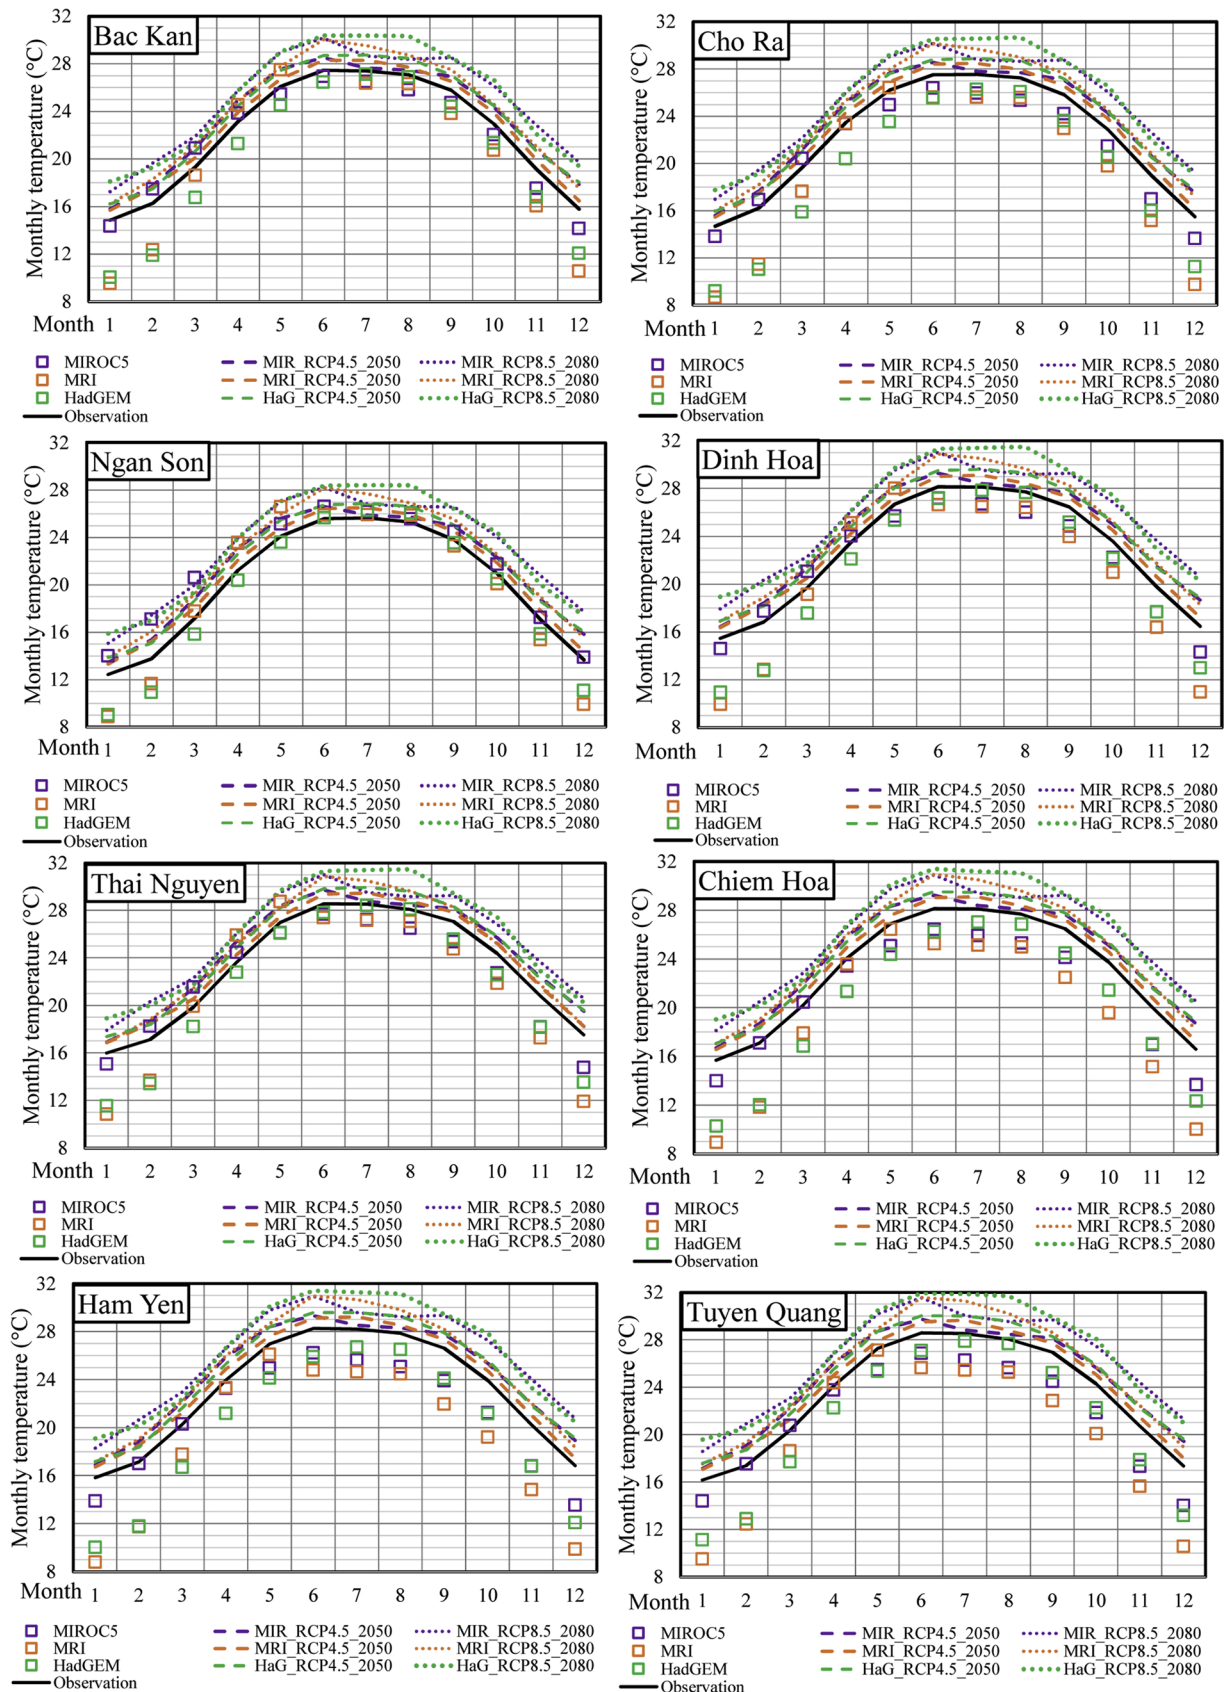 Bac Kan
Monthly temperature (°C)
32
28
24
20
16
12
8
Month 1 2 3 4 5 6 7 8 9 10 11 12
MIROC5 MIR_RCP4.5_2050 MIR_RCP8.5_2080
MRI MRI_RCP4.5_2050 MRI_RCP8.5_2080
HadGEM HaG_RCP4.5_2050 HaG_RCP8.5_2080
Observation
Cho Ra
Monthly temperature (°C)
32
28
24
20
16
12
8
Month 1 2 3 4 5 6 7 8 9 10 11 12
MIROC5 MIR_RCP4.5_2050 MIR_RCP8.5_2080
MRI MRI_RCP4.5_2050 MRI_RCP8.5_2080
HadGEM HaG_RCP4.5_2050 HaG_RCP8.5_2080
Observation
Ngan Son
Monthly temperature (°C)
32
28
24
20
16
12
8
Month 1 2 3 4 5 6 7 8 9 10 11 12
MIROC5 MIR_RCP4.5_2050 MIR_RCP8.5_2080
MRI MRI_RCP4.5_2050 MRI_RCP8.5_2080
HadGEM HaG_RCP4.5_2050 HaG_RCP8.5_2080
Observation
Dinh Hoa
Monthly temperature (°C)
32
28
24
20
16
12
8
Month 1 2 3 4 5 6 7 8 9 10 11 12
MIROC5 MIR_RCP4.5_2050 MIR_RCP8.5_2080
MRI MRI_RCP4.5_2050 MRI_RCP8.5_2080
HadGEM HaG_RCP4.5_2050 HaG_RCP8.5_2080
Observation
Thai Nguyen
Monthly temperature (°C)
32
28
24
20
16
12
8
Month 1 2 3 4 5 6 7 8 9 10 11 12
MIROC5 MIR_RCP4.5_2050 MIR_RCP8.5_2080
MRI MRI_RCP4.5_2050 MRI_RCP8.5_2080
HadGEM HaG_RCP4.5_2050 HaG_RCP8.5_2080
Observation
Chiem Hoa
Monthly temperature (°C)
32
28
24
20
16
12
8
Month 1 2 3 4 5 6 7 8 9 10 11 12
MIROC5 MIR_RCP4.5_2050 MIR_RCP8.5_2080
MRI MRI_RCP4.5_2050 MRI_RCP8.5_2080
HadGEM HaG_RCP4.5_2050 HaG_RCP8.5_2080
Observation
Ham Yen
Monthly temperature (°C)
32
28
24
20
16
12
8
Month 1 2 3 4 5 6 7 8 9 10 11 12
MIROC5 MIR_RCP4.5_2050 MIR_RCP8.5_2080
MRI MRI_RCP4.5_2050 MRI_RCP8.5_2080
HadGEM HaG_RCP4.5_2050 HaG_RCP8.5_2080
Observation
Tuyen Quang
Monthly temperature (°C)
32
28
24
20
16
12
8
Month 1 2 3 4 5 6 7 8 9 10 11 12
MIROC5 MIR_RCP4.5_2050 MIR_RCP8.5_2080
MRI MRI_RCP4.5_2050 MRI_RCP8.5_2080
HadGEM HaG_RCP4.5_2050 HaG_RCP8.5_2080
Observation